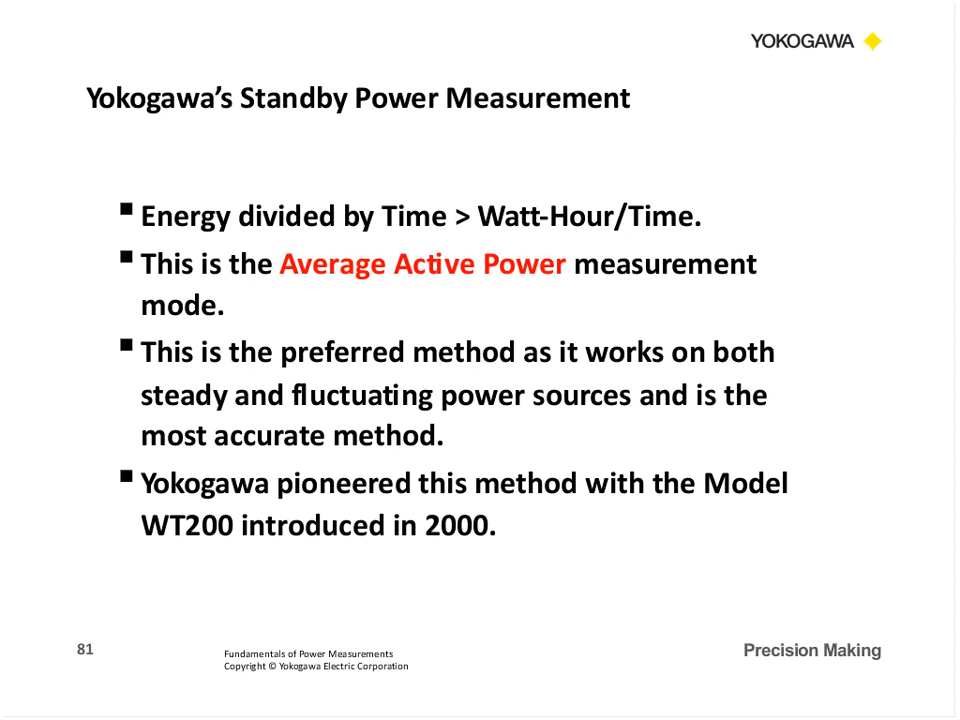 YOKOGAWA
Yokogawa’s Standby Power Measurement
▪ Energy divided by Time > Watt-Hour/Time.
▪ This is the Average Active Power measurement
mode.
▪ This is the preferred method as it works on both
steady and fluctuating power sources and is the
most accurate method.
▪ Yokogawa pioneered this method with the Model
WT200 introduced in 2000.
81
Fundamentals of Power Measurements
Copyright © Yokogawa Electric Corporation
Precision Making